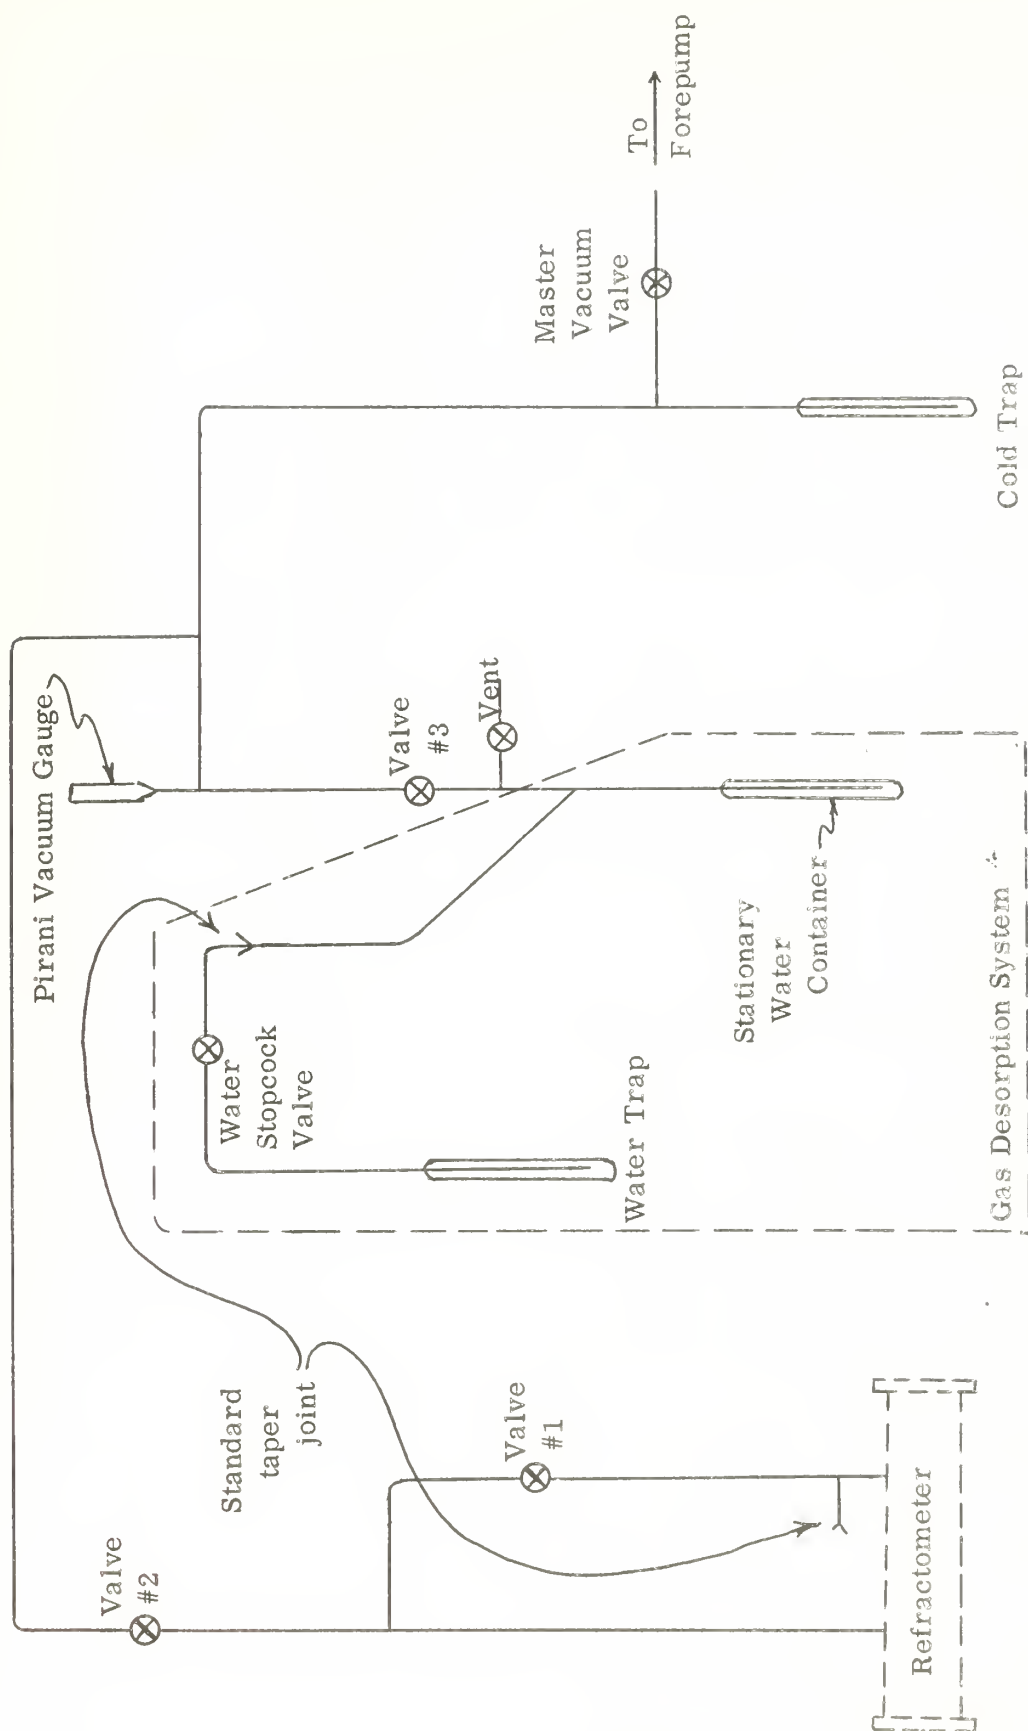 Pirani Vacuum Gauge
To
Forepump
Master
Vacuum
Valve
Cold Trap
Valve
#3
Vent
Stationary
Water
Container
Gas Desorption System
Water
Stopcock
Valve
Water Trap
Standard
taper
joint
Valve
#1
Valve
#2
Refractometer